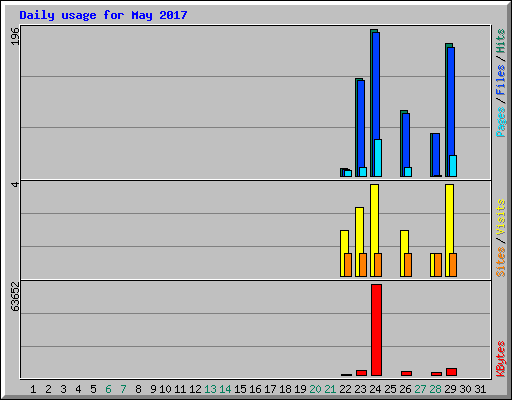 Daily usage for May 2017
196
Pages / Files / Hits
4
Sites / Visits
63652
KBytes
1 2 3 4 5 6 7 8 9 10 11 12 13 14 15 16 17 18 19 20 21 22 23 24 25 26 27 28 29 30 31